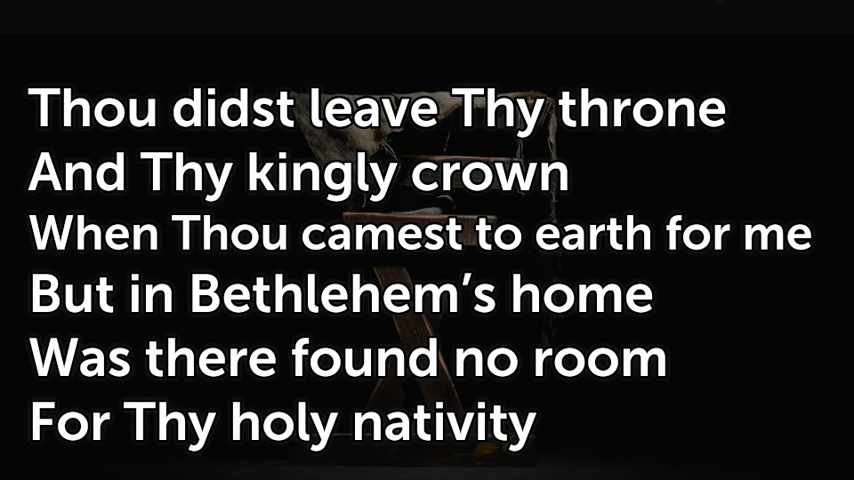 Thou didst leave Thy throne
And Thy kingly crown
When Thou camest to earth for me
But in Bethlehem’s home
Was there found no room
For Thy holy nativity